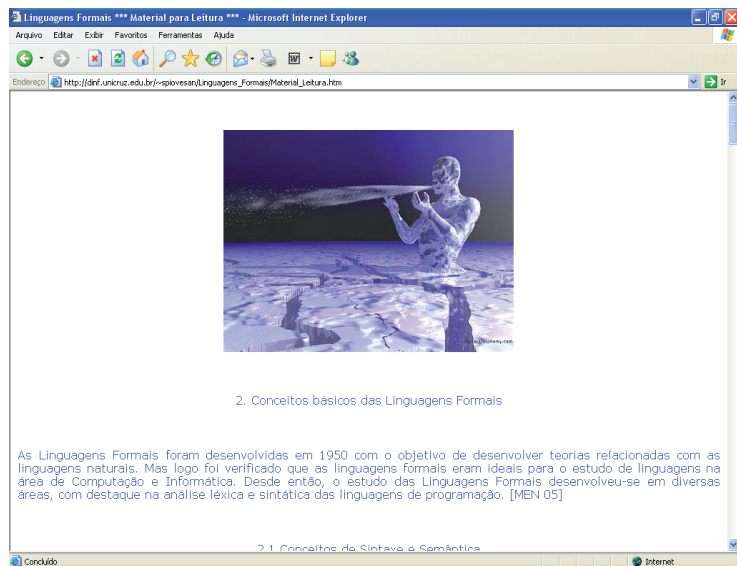 Linguagens Formais *** Material para Leitura *** - Microsoft Internet Explorer
Arquivo Editar Exibir Favoritos Ferramentas Ajuda
Endereço http://dinf.unicruz.edu.br/~spiovesan/Linguagens_Formais/Material_Leitura.htm Ir
2. Conceitos básicos das Linguagens Formais
As Linguagens Formais foram desenvolvidas em 1950 com o objetivo de desenvolver teorias relacionadas com as
linguagens naturais. Mas logo foi verificado que as linguagens formais eram ideais para o estudo de linguagens na
área de Computação e Informática. Desde então, o estudo das Linguagens Formais desenvolveu-se em diversas
áreas, com destaque na análise léxica e sintática das linguagens de programação. [MEN 05]
2.1 Conceitos de Sintaxe e Semântica
Concluído Internet